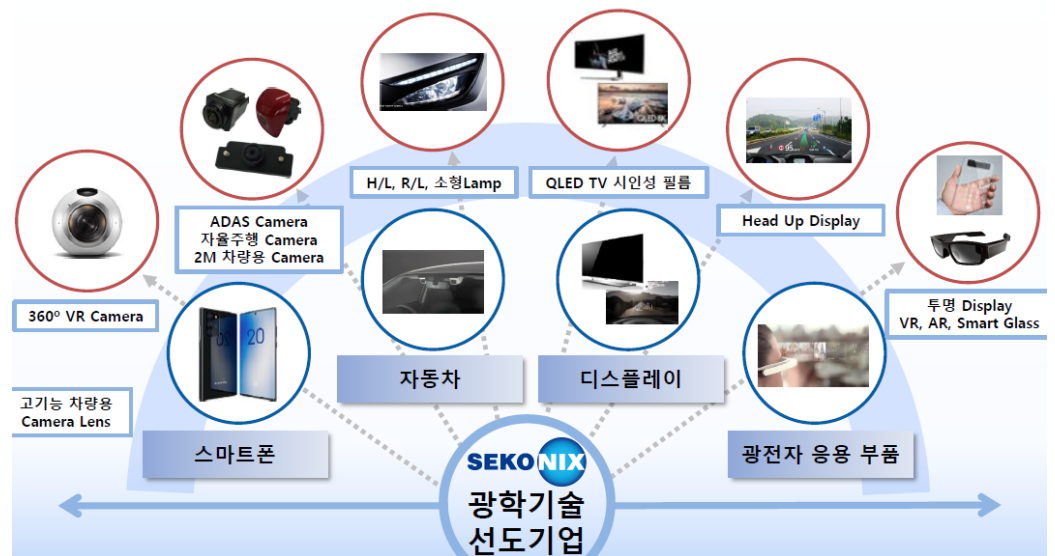 H/L, R/L, 소형Lamp
QLED TV 시인성 필름
ADAS Camera
자율주행 Camera
2M 차량용 Camera
Head Up Display
360º VR Camera
투명 Display
VR, AR, Smart Glass
자동차
디스플레이
고기능 차량용
Camera Lens
스마트폰
광전자 응용 부품
SEKONIX
광학기술
선도기업